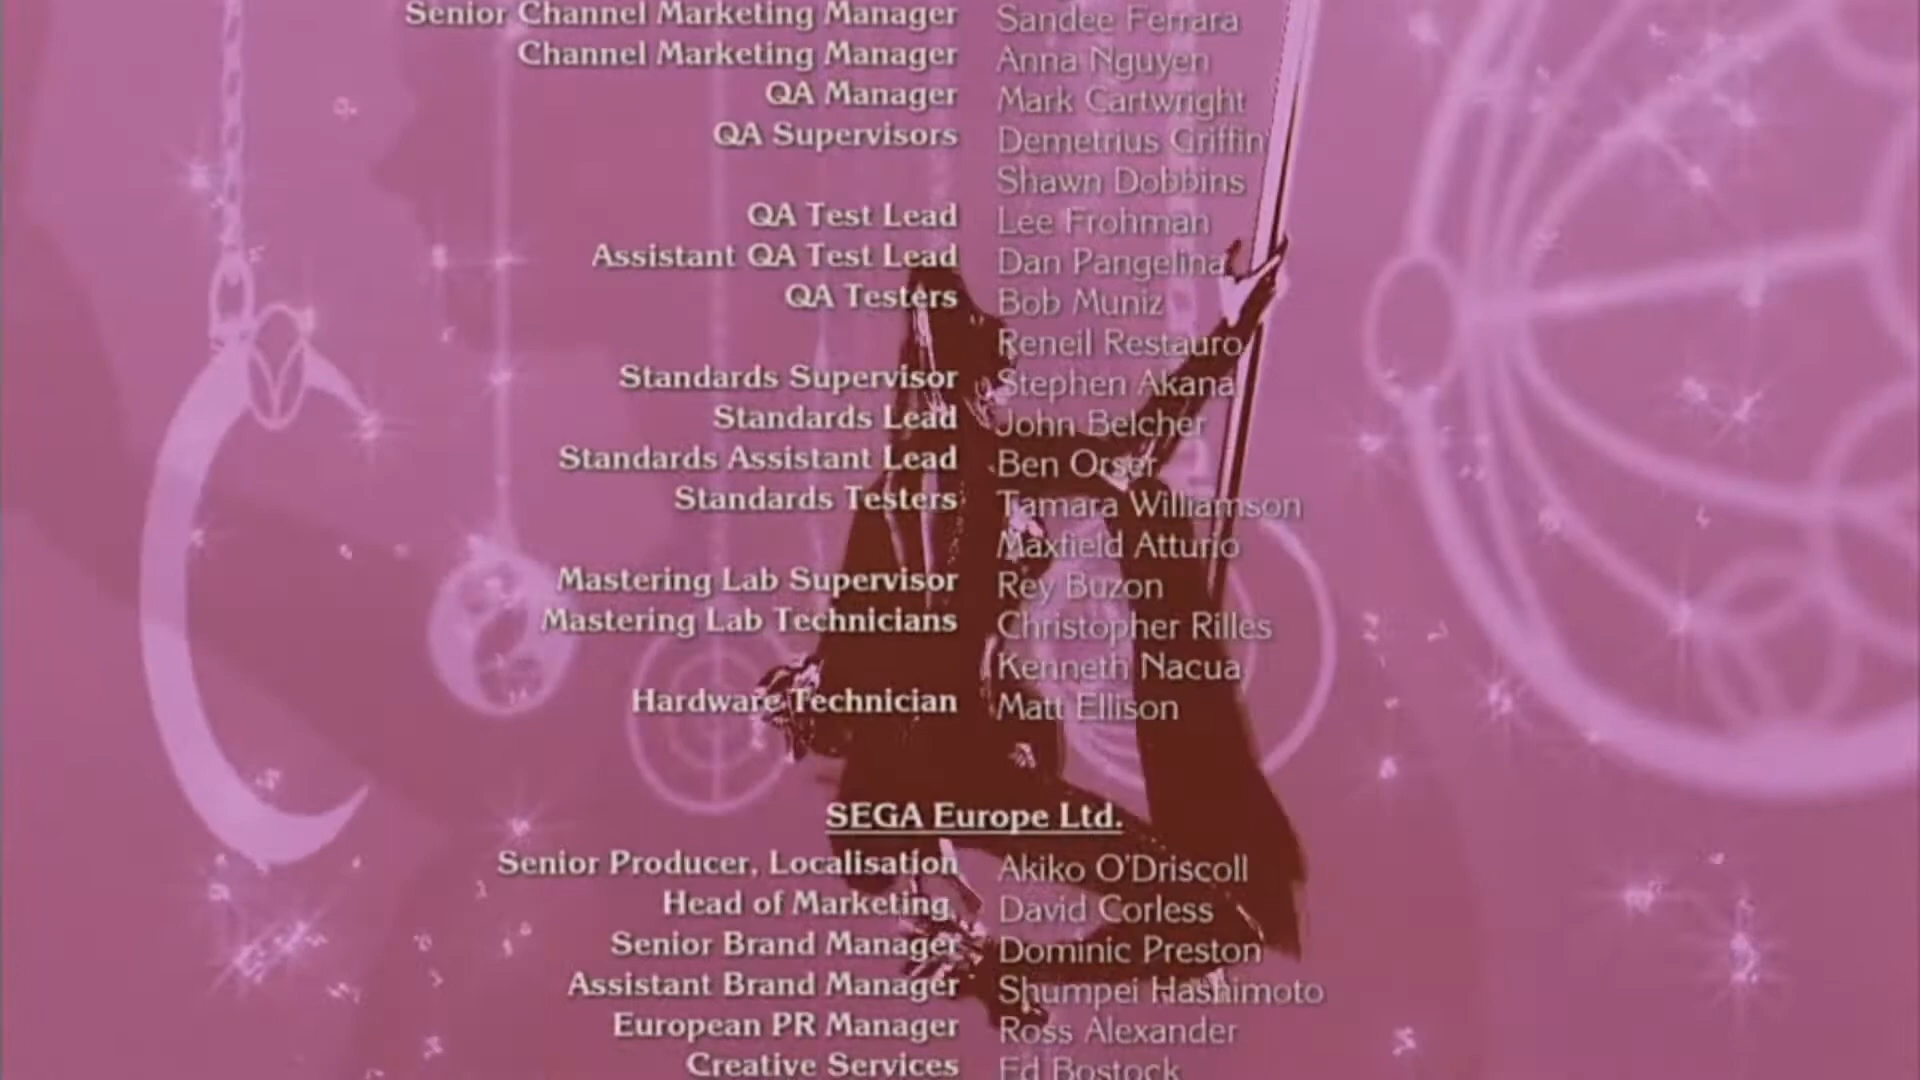 Senior Channel Marketing Manager Sandee Ferrara
Channel Marketing Manager Anna Nguyen
QA Manager Mark Cartwright
QA Supervisors Demetrius Griffin
Shawn Dobbins
QA Test Lead Lee Frohman
Assistant QA Test Lead Dan Pangelina
QA Testers Bob Muniz
Reneil Restauro
Standards Supervisor Stephen Akana
Standards Lead John Belcher
Standards Assistant Lead Ben Orser
Standards Testers Tamara Williamson
Maxfield Atturio
Mastering Lab Supervisor Rey Buzon
Mastering Lab Technicians Christopher Rilles
Kenneth Nacua
Hardware Technician Matt Ellison
SEGA Europe Ltd.
Senior Producer, Localisation Akiko O'Driscoll
Head of Marketing David Corless
Senior Brand Manager Dominic Preston
Assistant Brand Manager Shumpei Hashimoto
European PR Manager Ross Alexander
Creative Services Ed Bostock